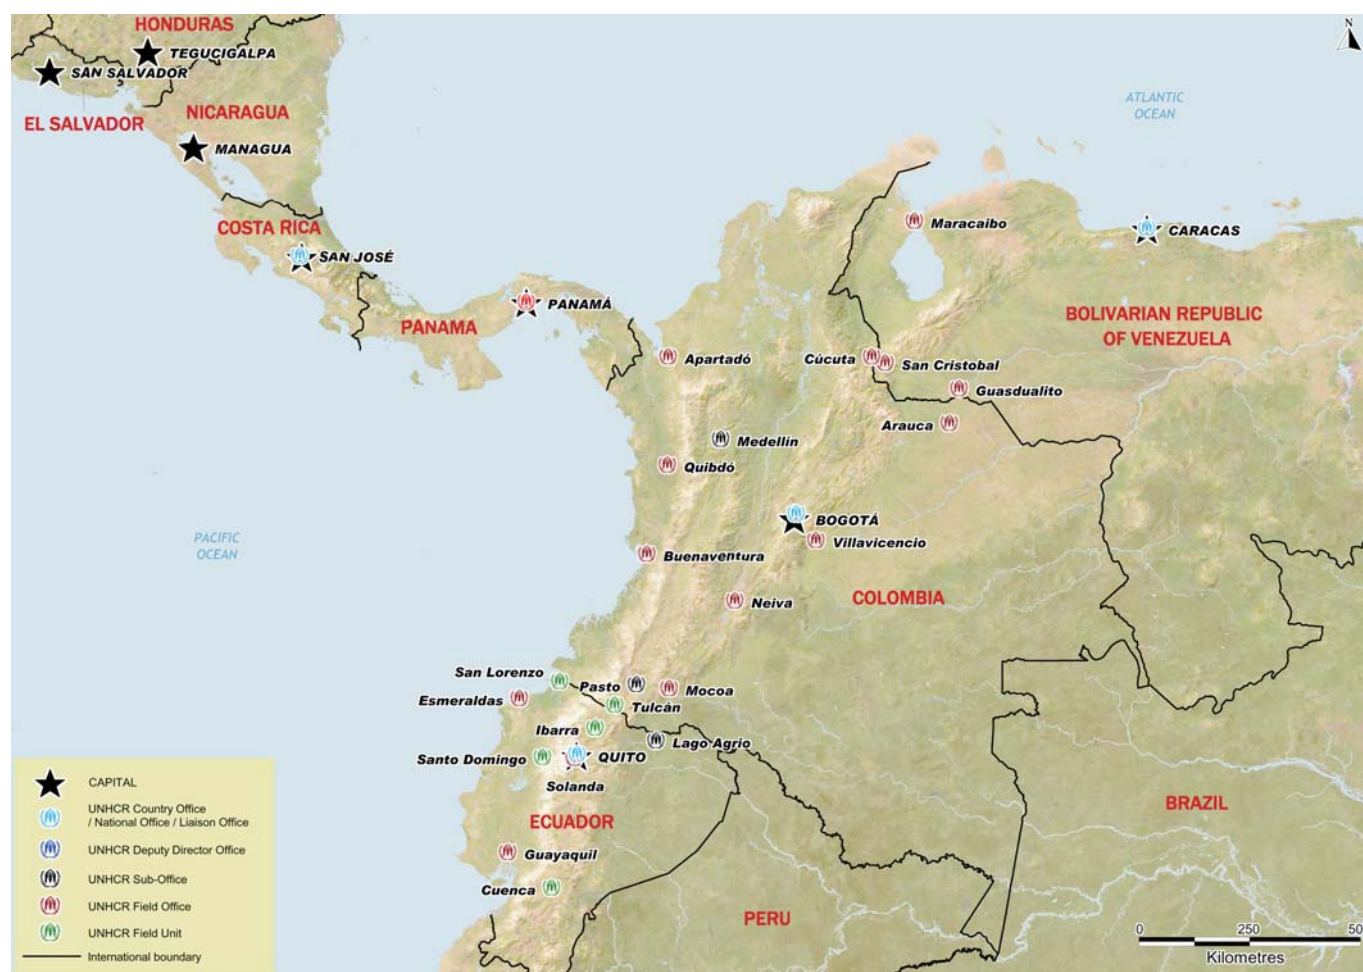 HONDURAS
N
TEGUCIGALPA
SAN SALVADOR
ATLANTIC
OCEAN
NICARAGUA
EL SALVADOR
MANAGUA
COSTA RICA
Maracaibo
CARACAS
SAN JOSÉ
PANAMÁ
BOLIVARIAN REPUBLIC
OF VENEZUELA
PANAMA
Apartadó
Cúcuta
San Cristobal
Guasdualito
Arauca
Medellín
Quibdó
BOGOTÁ
PACIFIC
OCEAN
Villavicencio
Buenaventura
COLOMBIA
Neiva
San Lorenzo
Pasto
Mocoa
Esmeraldas
Tulcán
Ibarra
Lago Agrio
Santo Domingo
QUITO
Solanda
BRAZIL
ECUADOR
Guayaquil
Cuenca
PERU
CAPITAL
UNHCR Country Office
/ National Office / Liaison Office
UNHCR Deputy Director Office
UNHCR Sub-Office
UNHCR Field Office
UNHCR Field Unit
International boundary
0 250 50
Kilometres